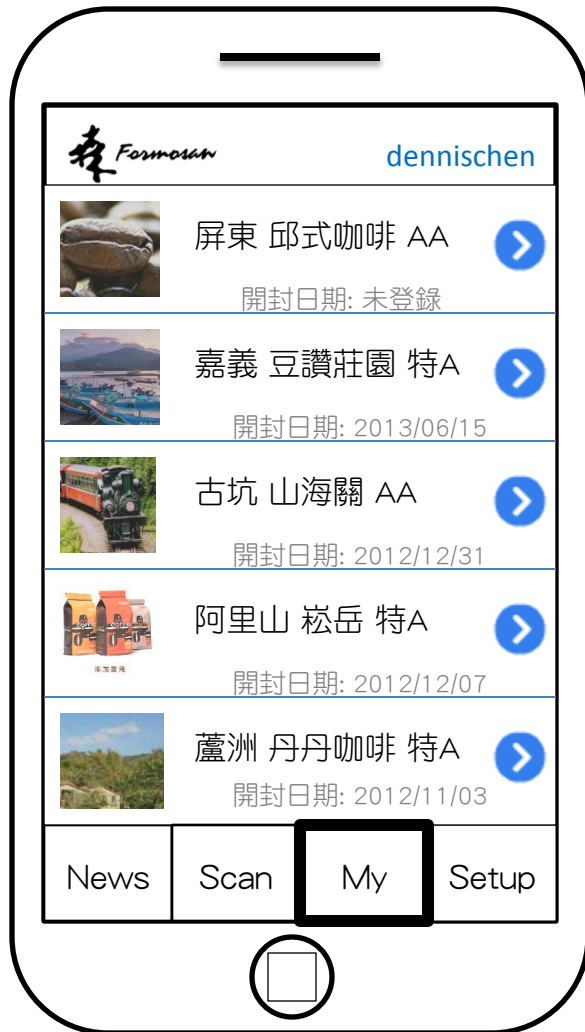 森 Formosan
dennischen
屏東 邱式咖啡 AA
開封日期: 未登錄
嘉義 豆讚莊園 特A
開封日期: 2013/06/15
古坑 山海關 AA
開封日期: 2012/12/31
阿里山 崧岳 特A
開封日期: 2012/12/07
蘆洲 丹丹咖啡 特A
開封日期: 2012/11/03
News
Scan
My
Setup